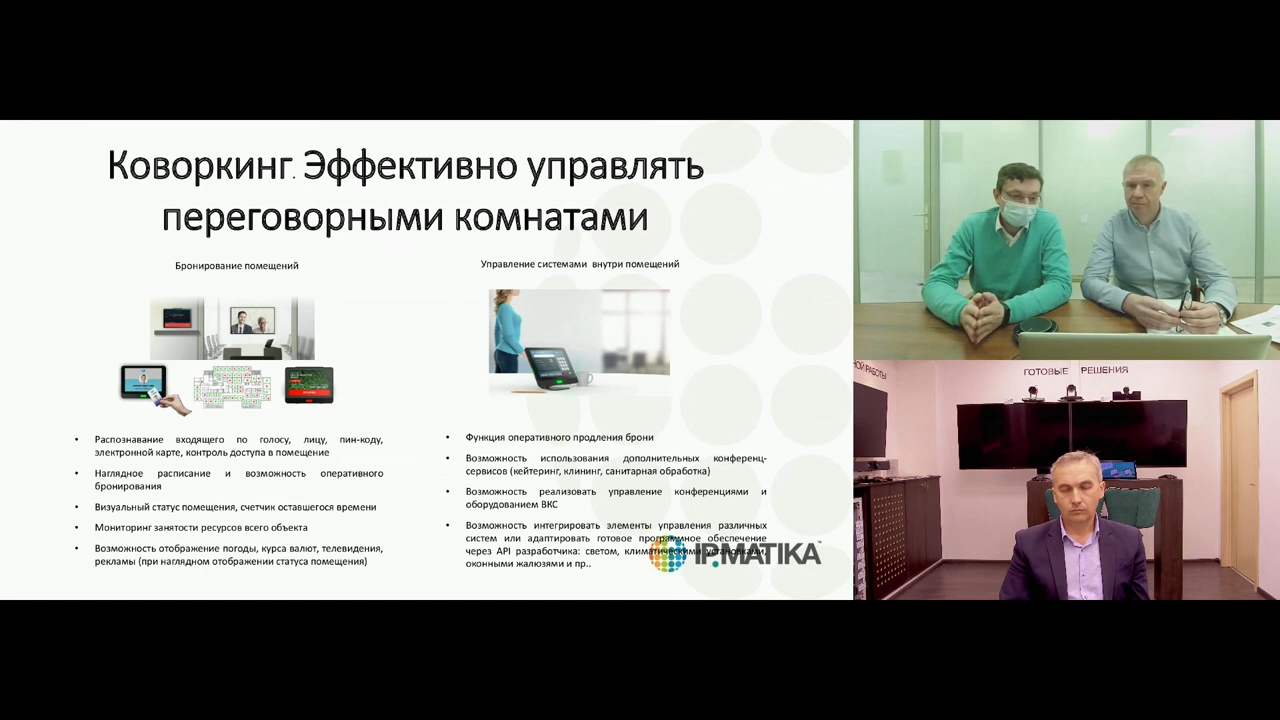 Коворкинг. Эффективно управлять
переговорными комнатами
Бронирование помещений
Управление системами внутри помещений
• Распознавание входящего по голосу, лицу, пин-коду,
электронной карте, контроль доступа в помещение
• Наглядное расписание и возможность оперативного
бронирования
• Визуальный статус помещения, счетчик оставшегося времени
• Мониторинг занятости ресурсов всего объекта
• Возможность отображение погоды, курса валют, телевидения,
рекламы (при наглядном отображении статуса помещения)
• Функция оперативного продления брони
• Возможность использования дополнительных конференц-
сервисов (кейтеринг, клининг, санитарная обработка)
• Возможность реализовать управление конференциями и
оборудованием ВКС
• Возможность интегрировать элементы управления различных
систем или адаптировать готовое программное обеспечение
через API разработчика: светом, климатическими установками,
оконными жалюзями и пр..
IPMATIKA™
НОЙ РАБОТЫ
ГОТОВЫЕ РЕШЕНИЯ